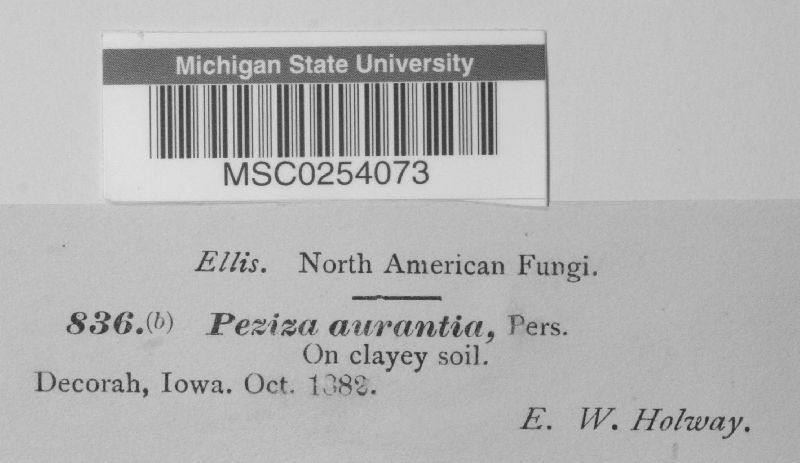 Michigan State University
MSC0254073
Ellis. North American Fungi.
836.(b) Peziza aurantia, Pers.
On clayey soil.
Decorah, Iowa. Oct. 1882.
E. W. Holway.